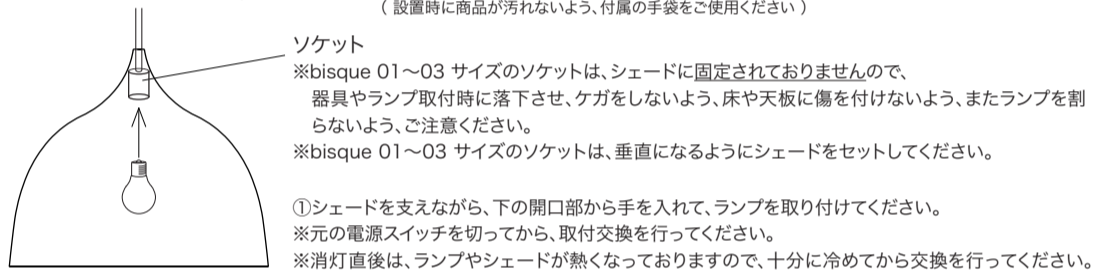 （ 設置時に商品が汚れないよう、付属の手袋をご使用ください ）
ソケット
※bisque 01〜03 サイズのソケットは、シェードに固定されておりませんので、
器具やランプ取付時に落下させ、ケガをしないよう、床や天板に傷を付けないよう、またランプを割
らないよう、ご注意ください。
※bisque 01〜03 サイズのソケットは、垂直になるようにシェードをセットしてください。
①シェードを支えながら、下の開口部から手を入れて、ランプを取り付けてください。
※元の電源スイッチを切ってから、取付交換を行ってください。
※消灯直後は、ランプやシェードが熱くなっておりますので、十分に冷めてから交換を行ってください。